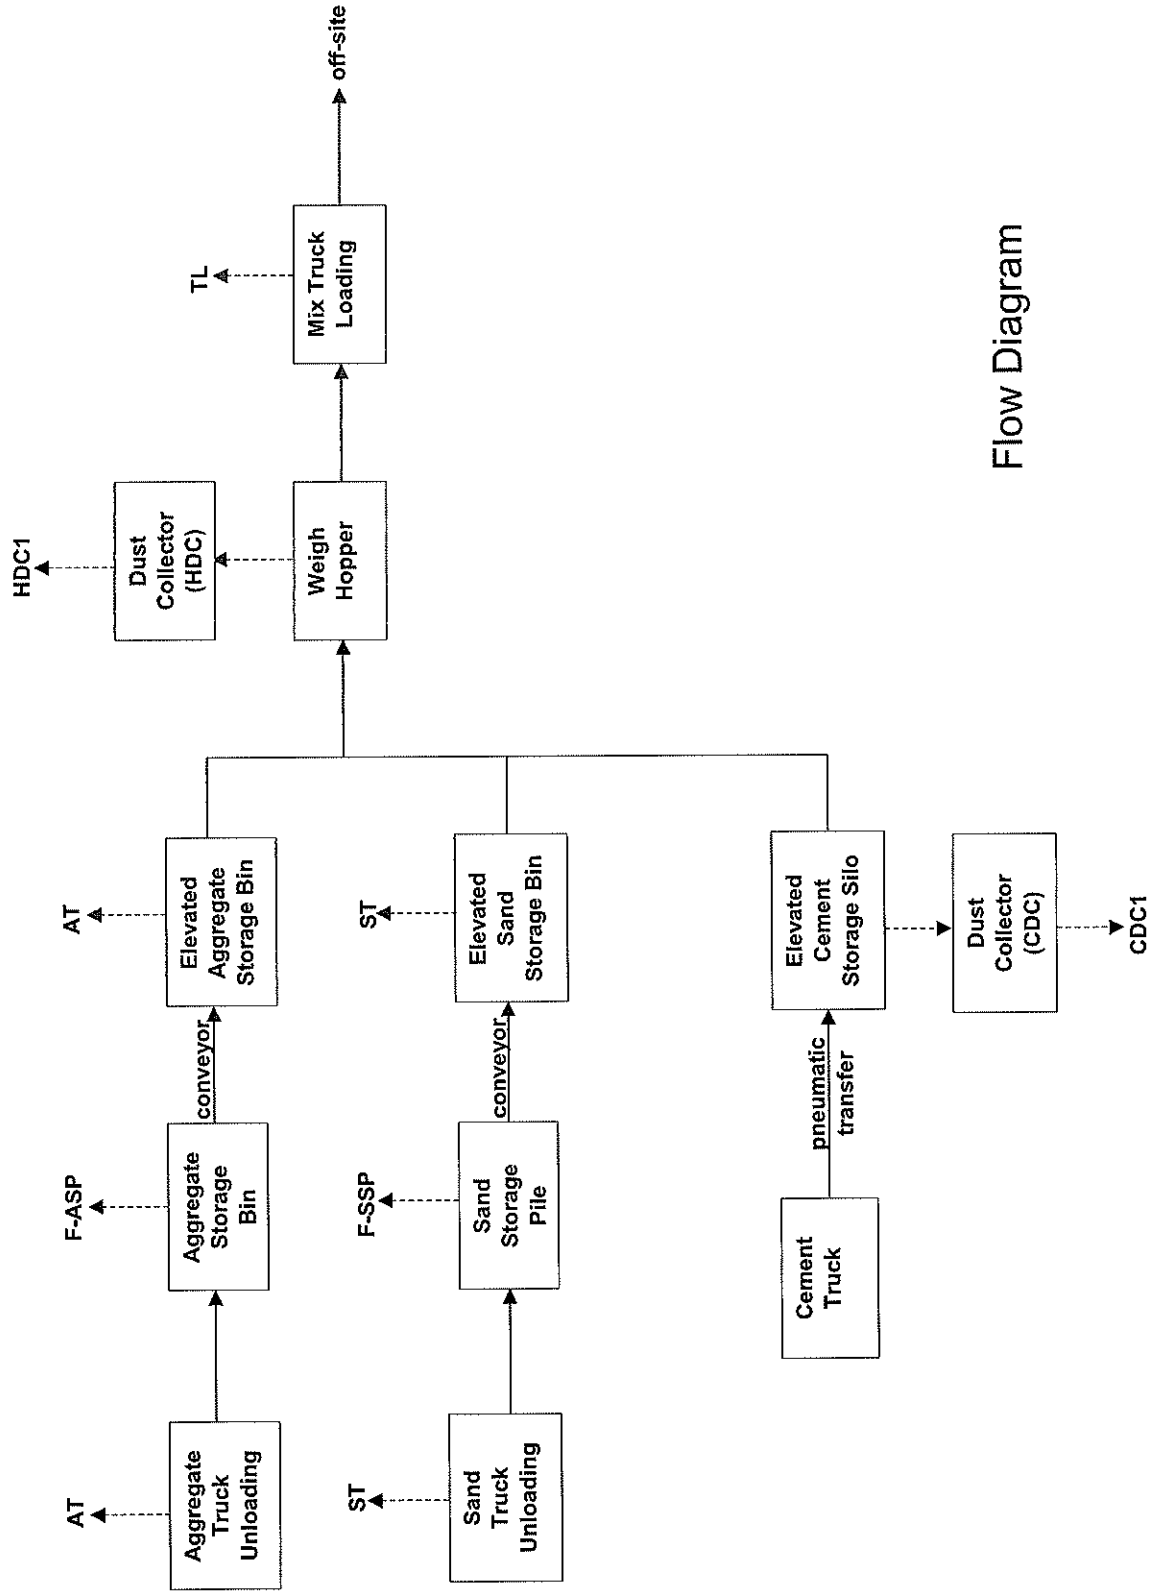 AT
Aggregate
Truck
Unloading
F-ASP
Aggregate
Storage
Bin
conveyor
AT
Elevated
Aggregate
Storage Bin
ST
Sand
Truck
Unloading
F-SSP
Sand
Storage
Pile
conveyor
ST
Elevated
Sand
Storage Bin
Cement
Truck
pneumatic
transfer
Elevated
Cement
Storage Silo
Dust
Collector
(CDC)
CDC1
HDC1
Dust
Collector
(HDC)
Weigh
Hopper
TL
Mix Truck
Loading
off-site
Flow Diagram